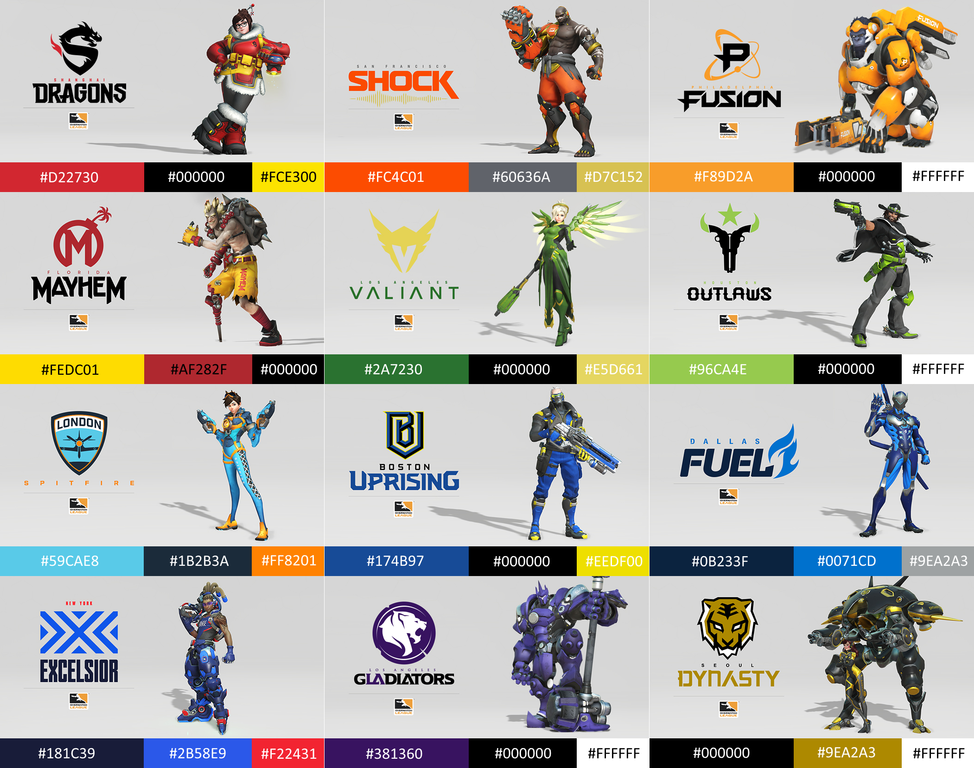 SHANGHAI
DRAGONS
#D22730
#000000
#FCE300
SAN FRANCISCO
SHOCK
#FC4C01
#60636A
#D7C152
P
PHILADELPHIA
FUSION
FUSION
#F89D2A
#000000
#FFFFFF
M
FLORIDA
MAYHEM
MAYHEM
#FEDC01
#AF282F
#000000
LOS ANGELES
VALIANT
#2A7230
#000000
#E5D661
HOUSTON
OUTLAWS
#96CA4E
#000000
#FFFFFF
LONDON
SPITFIRE
#59CAE8
#1B2B3A
#FF8201
B
BOSTON
UPRISING
#174B97
#000000
#EEDF00
DALLAS
FUEL
#0B233F
#0071CD
#9EA2A3
NEW YORK
EXCELSIOR
#181C39
#2B58E9
#F22431
LOS ANGELES
GLADIATORS
#381360
#000000
#FFFFFF
SEOUL
DYNASTY
#000000
#9EA2A3
#FFFFFF